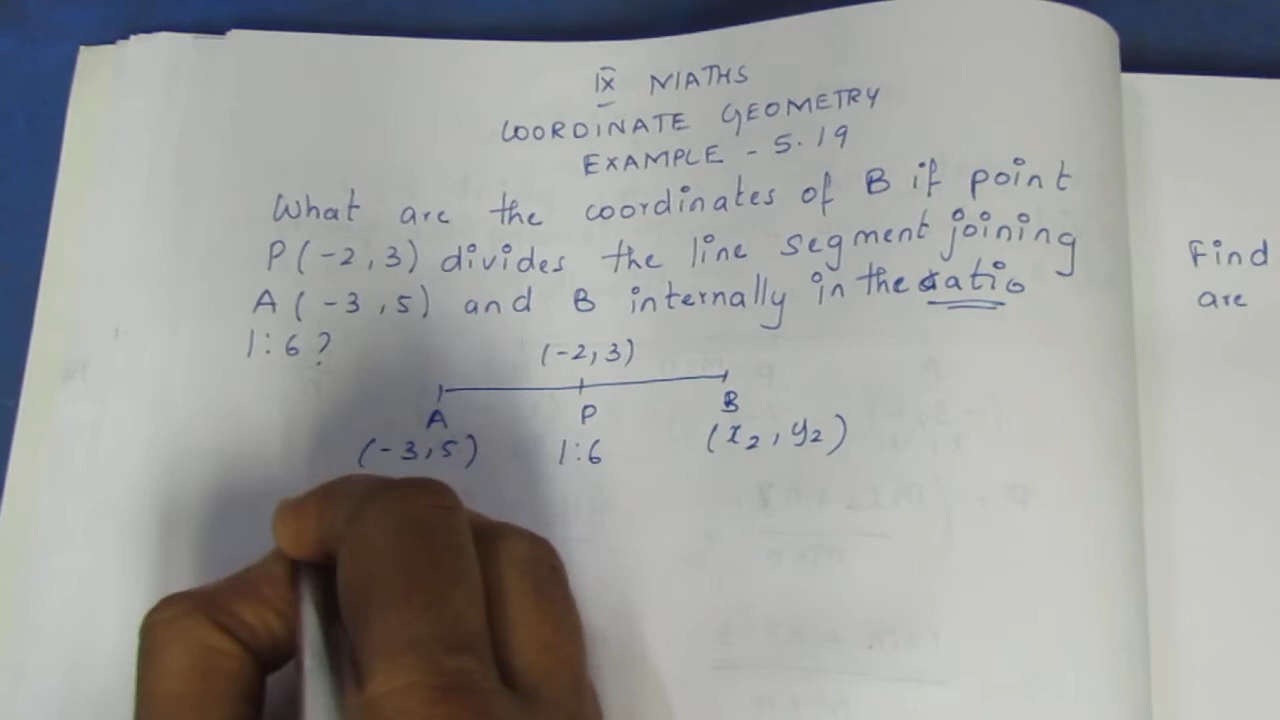 IX MATHS
COORDINATE GEOMETRY
EXAMPLE - 5.19
What are the coordinates of B if point
P(-2,3) divides the line segment joining
A(-3,5) and B internally in the ratio
1:6?
(-2,3)
A P B
(-3,5) 1:6 (x₂,y₂)
Find
are